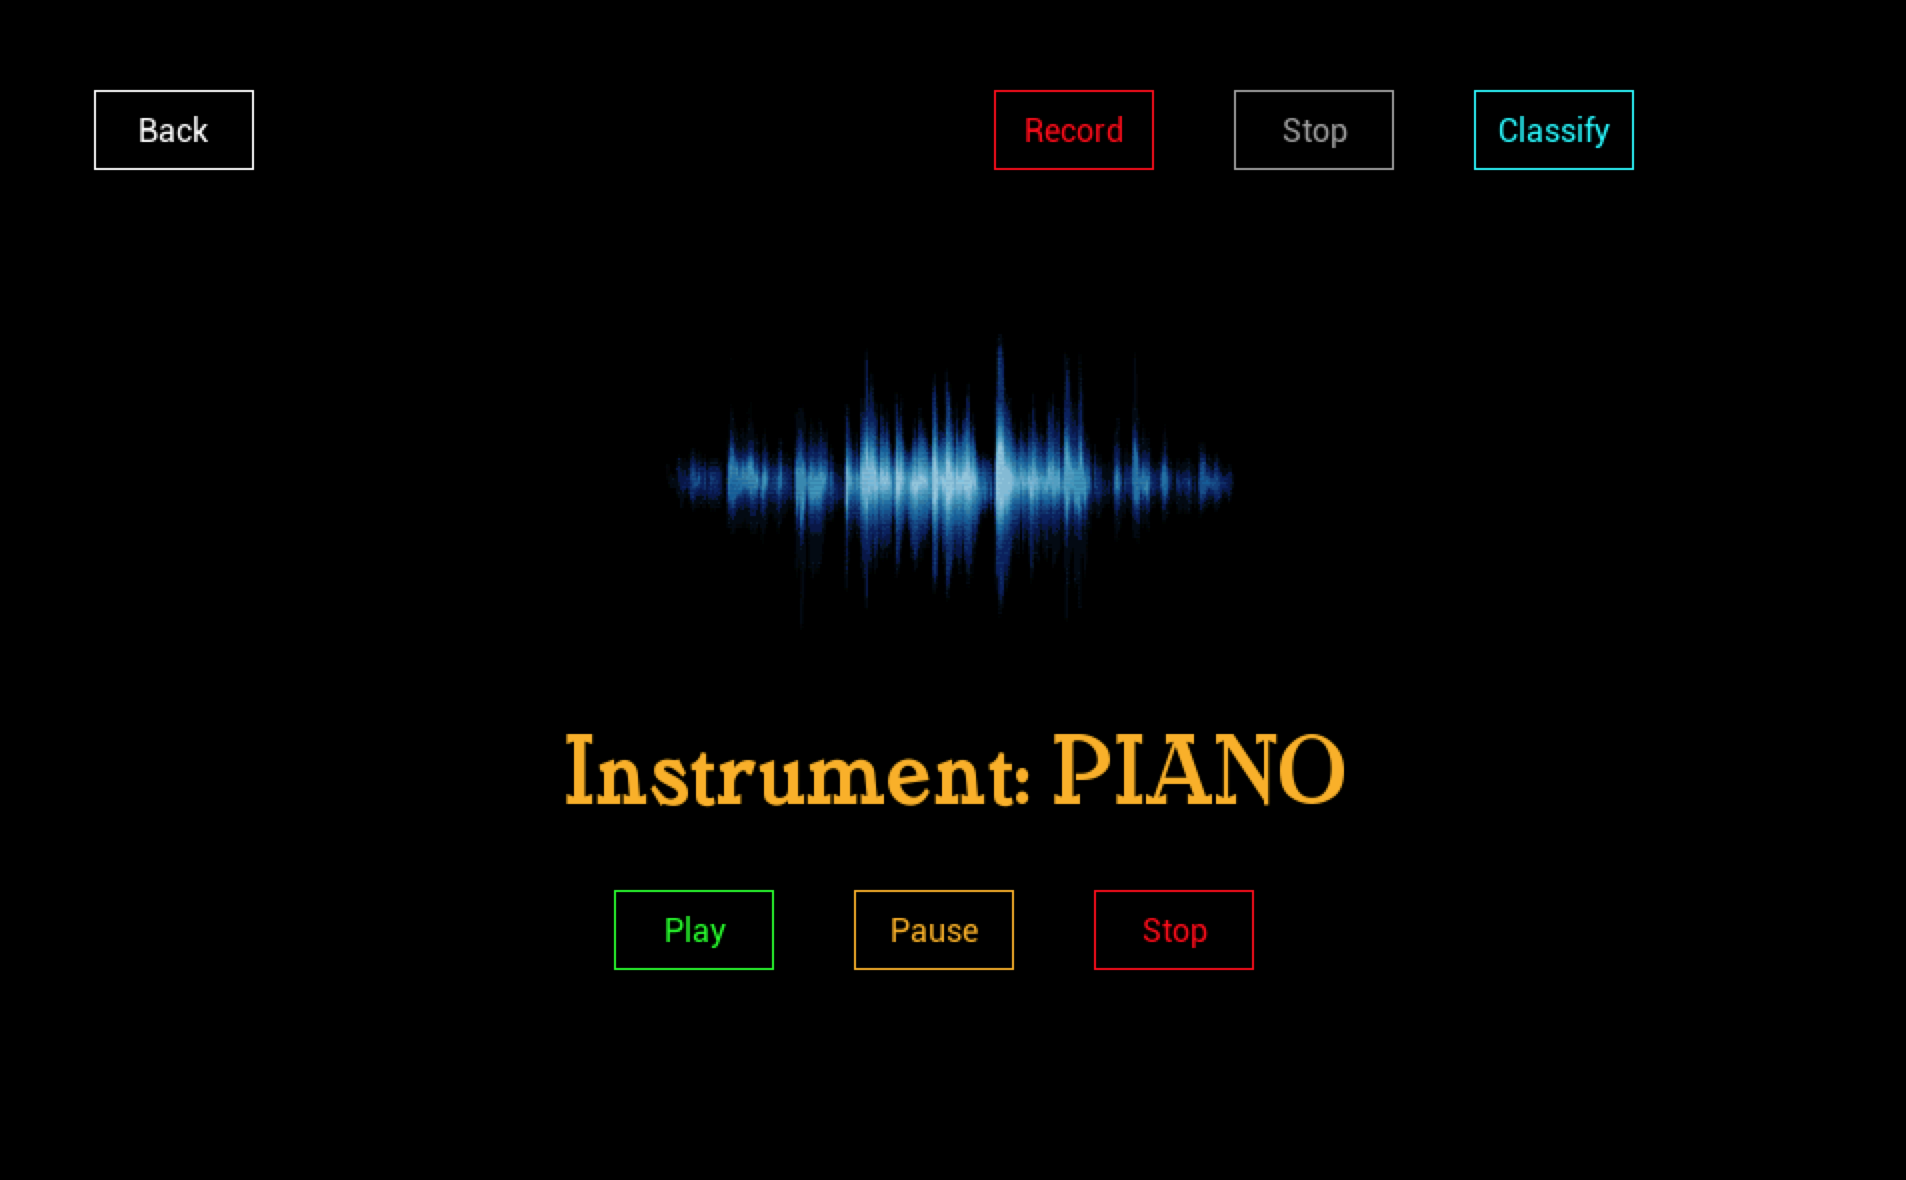 Back Record Stop Classify
Instrument: PIANO
Play Pause Stop